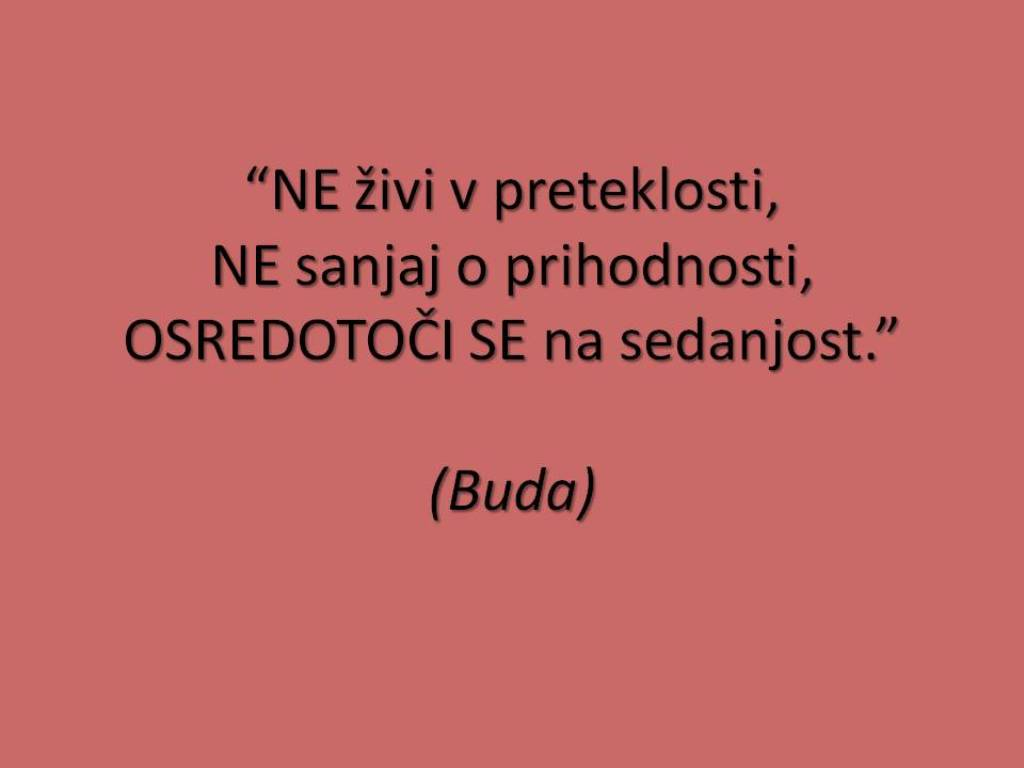 “NE živi v preteklosti,
NE sanjaj o prihodnosti,
OSREDOTOČI SE na sedanjost.”
(Buda)